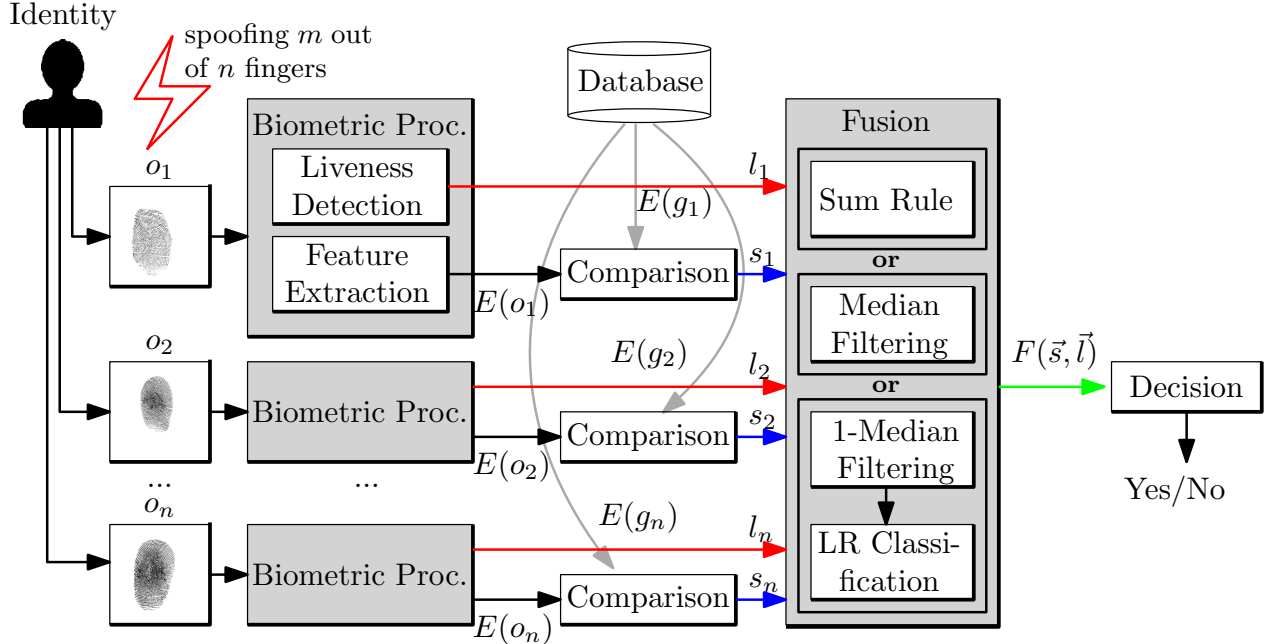 Identity
spoofing m out
of n fingers
Database
Biometric Proc.
Fusion
o₁
Liveness
Detection
l₁
Sum Rule
E(g₁)
or
Feature
Extraction
E(o₁)
Comparison
s₁
Median
Filtering
o₂
E(g₂)
l₂
or
F(s⃗, l⃗)
Decision
Biometric Proc.
E(o₂)
Comparison
s₂
1-Median
Filtering
Yes/No
...
...
oₙ
E(gₙ)
lₙ
LR Classi-
fication
Biometric Proc.
E(oₙ)
Comparison
sₙ